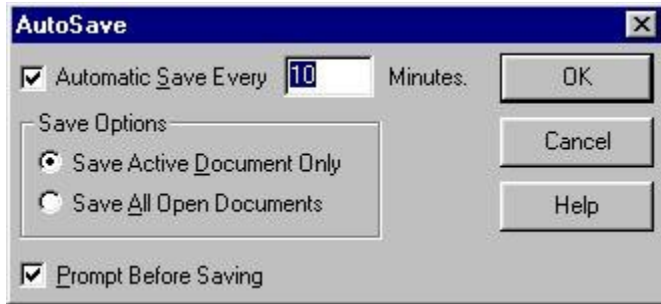 AutoSave
Automatic Save Every 10 Minutes.
OK
Save Options
Save Active Document Only
Cancel
Save All Open Documents
Help
Prompt Before Saving